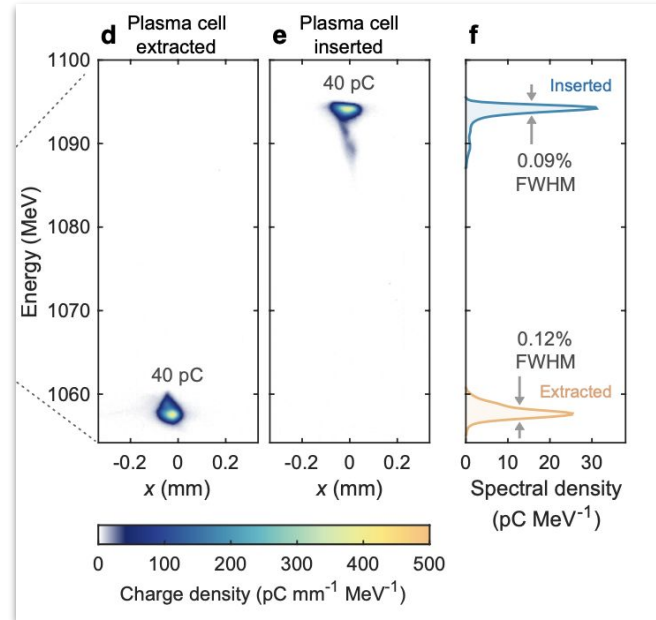 d Plasma cell
extracted
e Plasma cell
inserted
f
1100
1090
1080
1070
1060
Energy (MeV)
40 pC
40 pC
Inserted
0.09%
FWHM
0.12%
FWHM
Extracted
-0.2 0 0.2
x (mm)
-0.2 0 0.2
x (mm)
0 10 20 30
Spectral density
(pC MeV⁻¹)
0 100 200 300 400 500
Charge density (pC mm⁻¹ MeV⁻¹)